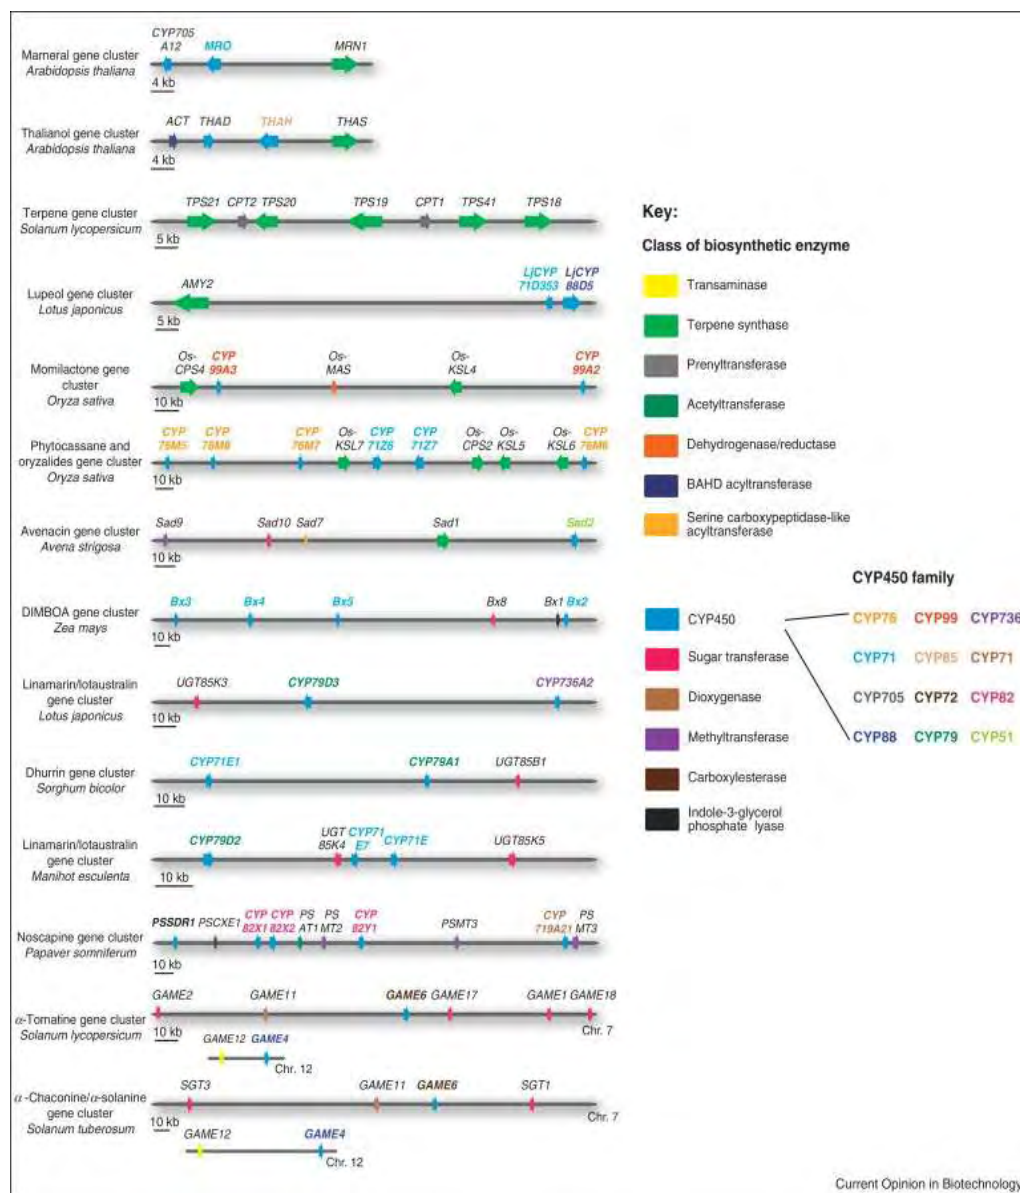 CYP705
A12
MRO
MRN1
Marneral gene cluster
Arabidopsis thaliana
4 kb
ACT
THAD
THAH
THAS
Thalianol gene cluster
Arabidopsis thaliana
4 kb
TPS21
CPT2
TPS20
TPS19
CPT1
TPS41
TPS18
Terpene gene cluster
Solanum lycopersicum
5 kb
AMY2
LjCYP
71D353
LjCYP
88D5
Lupeol gene cluster
Lotus japonicus
5 kb
Os-
CPS4
CYP
99A3
Os-
MAS
Os-
KSL4
CYP
99A2
Momilactone gene
cluster
Oryza sativa
10 kb
CYP
76M5
CYP
76M8
CYP
76M7
Os-
KSL7
CYP
71Z6
CYP
71Z7
Os-
CPS2
Os-
KSL5
Os-
KSL6
CYP
76M6
Phytocassane and
oryzalides gene cluster
Oryza sativa
10 kb
Sad9
Sad10
Sad7
Sad1
Sad2
Avenacin gene cluster
Avena strigosa
10 kb
Bx3
Bx4
Bx5
Bx8
Bx1
Bx2
DIMBOA gene cluster
Zea mays
10 kb
UGT85K3
CYP79D3
CYP736A2
Linamarin/lotaustralin
gene cluster
Lotus japonicus
10 kb
CYP71E1
CYP79A1
UGT85B1
Dhurrin gene cluster
Sorghum bicolor
10 kb
CYP79D2
UGT
85K4
CYP71
E7
CYP71E
UGT85K5
Linamarin/lotaustralin
gene cluster
Manihot esculenta
10 kb
PSSDR1
PSCXE1
CYP
82X1
CYP
82X2
PS
AT1
PS
MT2
CYP
82Y1
PSMT3
CYP
719A21
PS
MT3
Noscapine gene cluster
Papaver somniferum
10 kb
GAME2
GAME11
GAME6
GAME17
GAME1
GAME18
α-Tomatine gene cluster
Solanum lycopersicum
10 kb
Chr. 7
GAME12
GAME4
Chr. 12
SGT3
GAME11
GAME6
SGT1
α-Chaconine/α-solanine
gene cluster
Solanum tuberosum
10 kb
Chr. 7
GAME12
GAME4
Chr. 12
Key:
Class of biosynthetic enzyme
Transaminase
Terpene synthase
Prenyltransferase
Acetyltransferase
Dehydrogenase/reductase
BAHD acyltransferase
Serine carboxypeptidase-like
acyltransferase
CYP450
Sugar transferase
Dioxygenase
Methyltransferase
Carboxylesterase
Indole-3-glycerol
phosphate lyase
CYP450 family
CYP76 CYP99 CYP736
CYP71 CYP85 CYP71
CYP705 CYP72 CYP82
CYP88 CYP79 CYP51
Current Opinion in Biotechnology